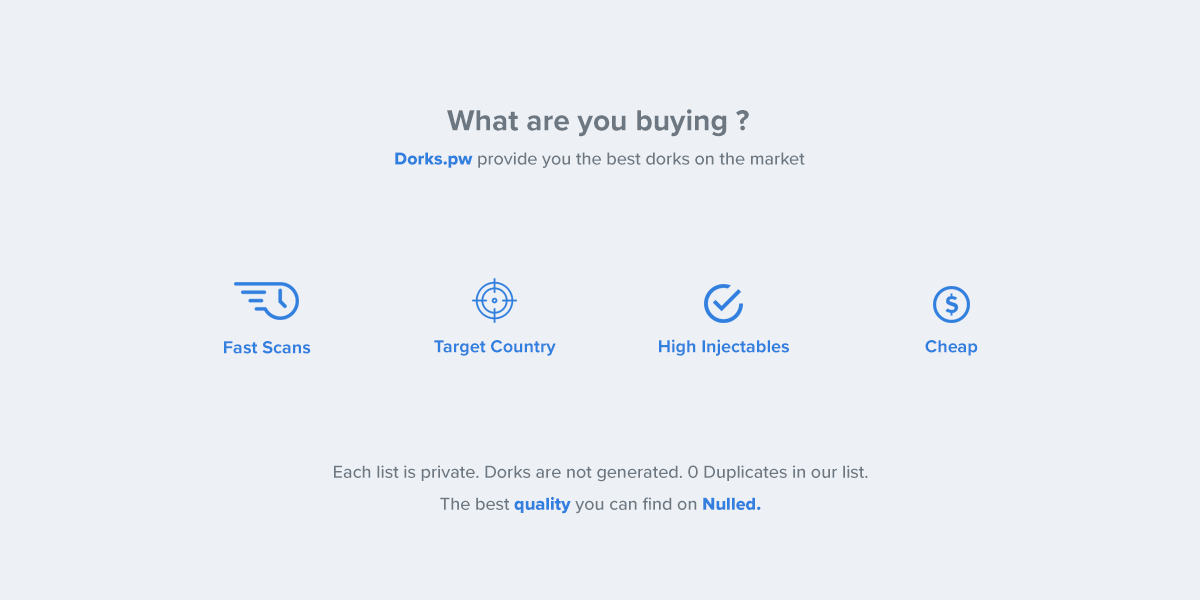 What are you buying ?
Dorks.pw provide you the best dorks on the market
Fast Scans
Target Country
High Injectables
Cheap
Each list is private. Dorks are not generated. 0 Duplicates in our list.
The best quality you can find on Nulled.